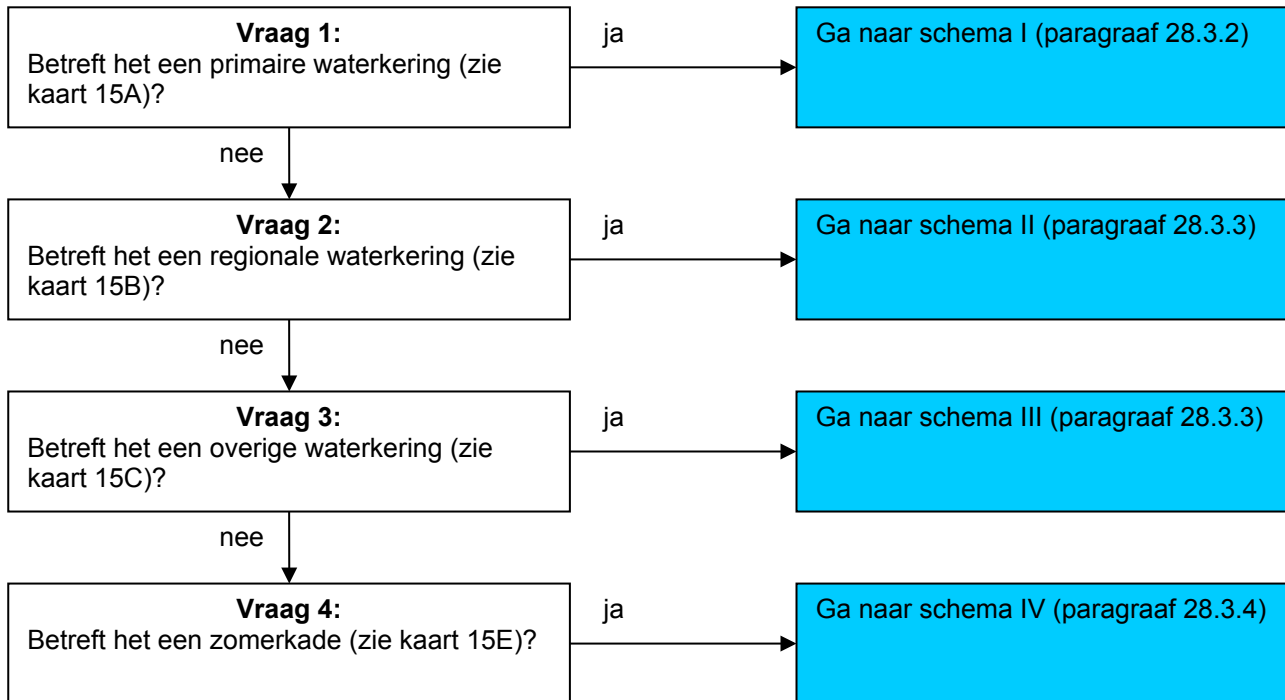 Vraag 1:
Betreft het een primaire waterkering (zie
kaart 15A)?
ja
Ga naar schema I (paragraaf 28.3.2)
nee
Vraag 2:
Betreft het een regionale waterkering (zie
kaart 15B)?
ja
Ga naar schema II (paragraaf 28.3.3)
nee
Vraag 3:
Betreft het een overige waterkering (zie
kaart 15C)?
ja
Ga naar schema III (paragraaf 28.3.3)
nee
Vraag 4:
Betreft het een zomerkade (zie kaart 15E)?
ja
Ga naar schema IV (paragraaf 28.3.4)